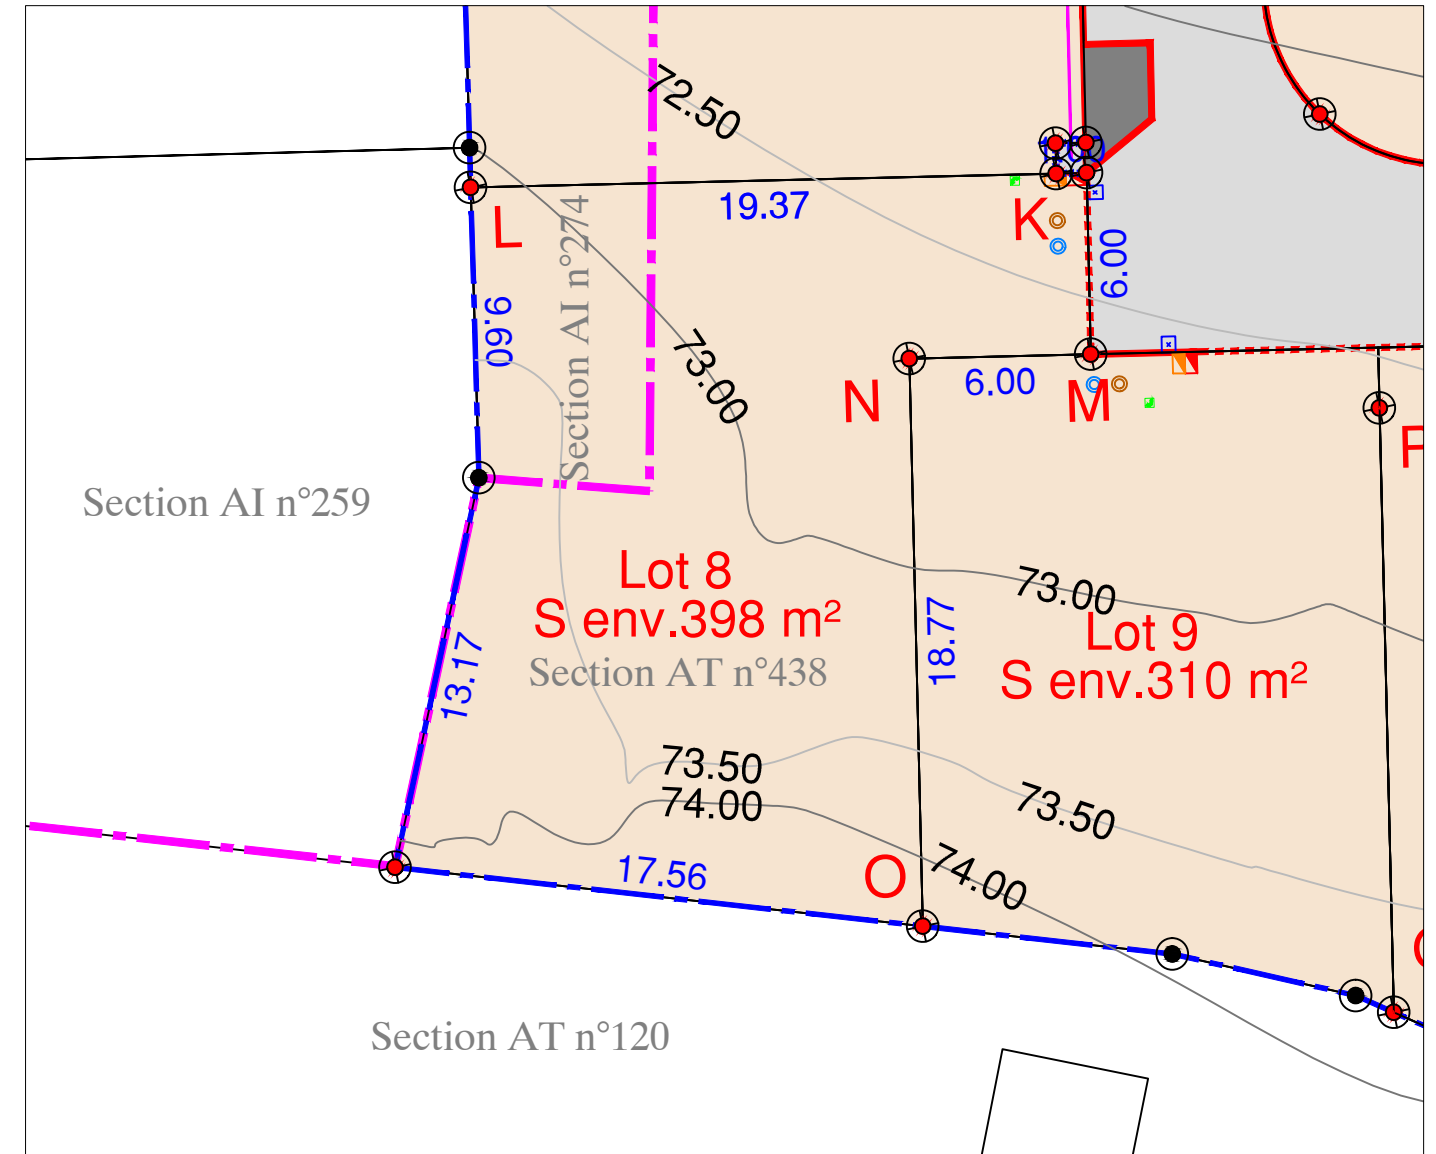 72.50
19.37
L
K
6.00
9.60
Section AI n°274
73.00
N
6.00
M
Section AI n°259
Lot 8
S env.398 m²
Section AT n°438
13.17
18.77
73.00
Lot 9
S env.310 m²
73.50
74.00
73.50
17.56
O
74.00
Section AT n°120